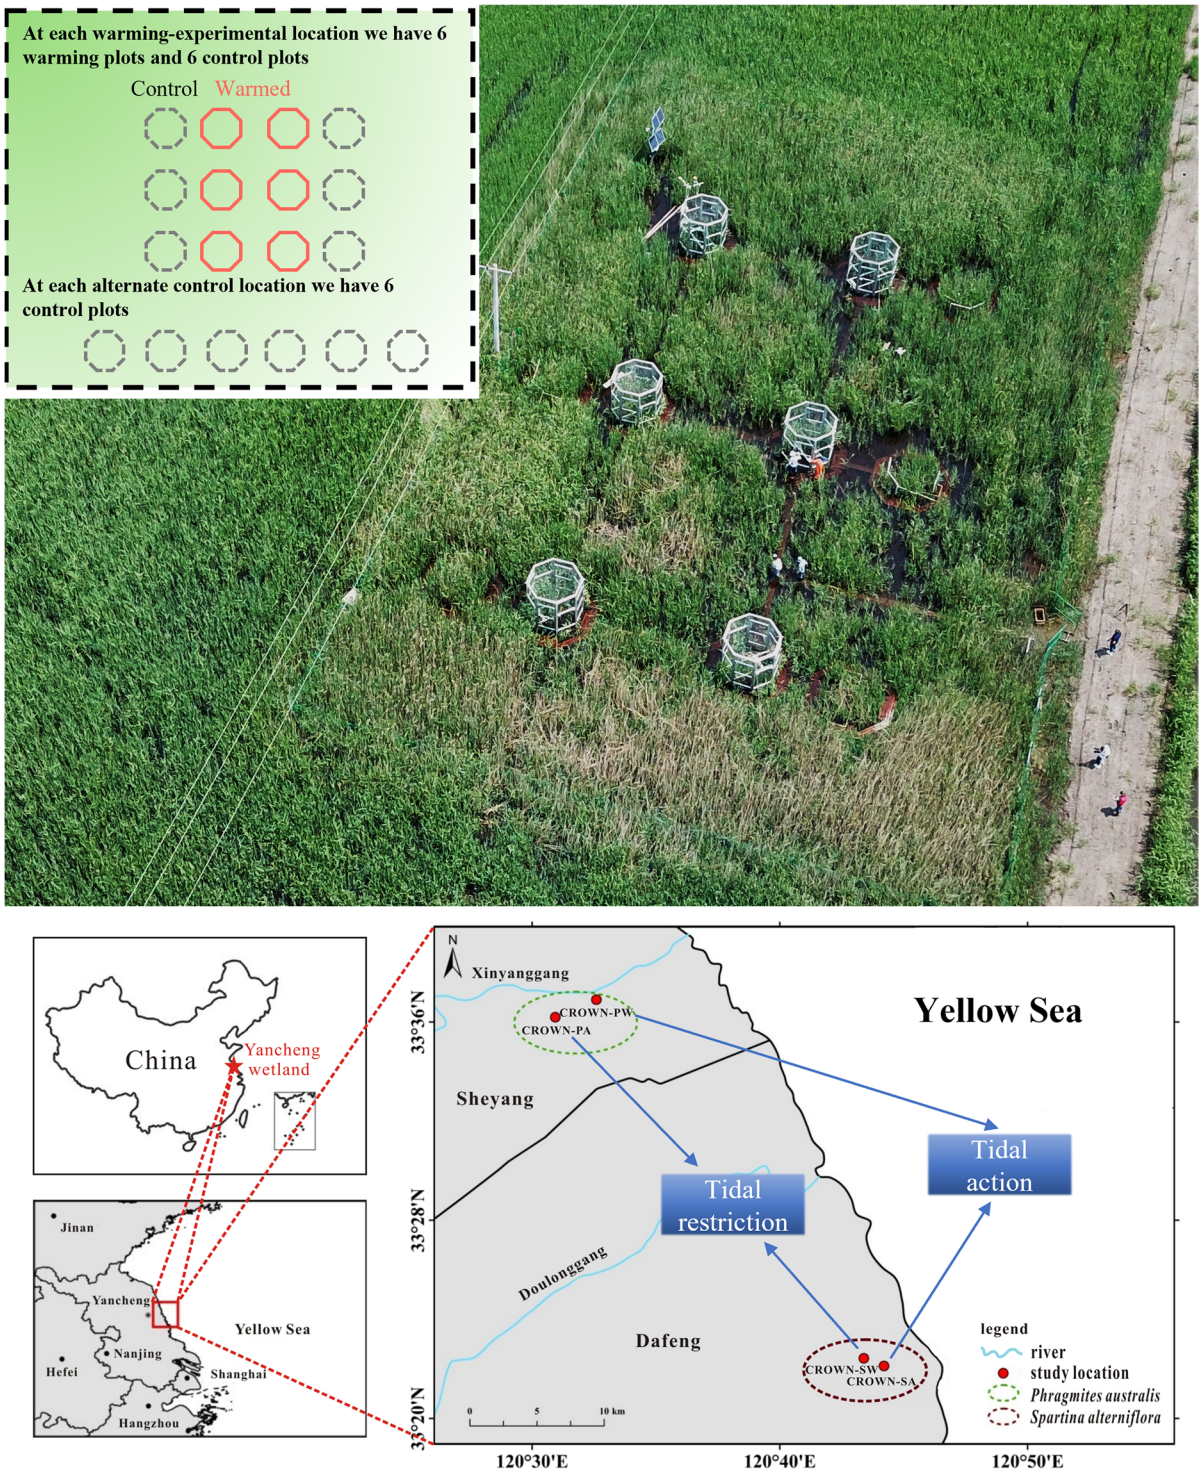 At each warming-experimental location we have 6
warming plots and 6 control plots
Control Warmed
At each alternate control location we have 6
control plots
China
Yancheng
wetland
Jinan
Yancheng
Yellow Sea
Nanjing
Hefei
Shanghai
Hangzhou
N
Xinyanggang
Yellow Sea
CROWN-PW
CROWN-PA
Sheyang
Tidal
action
Tidal
restriction
Doulonggang
Dafeng
CROWN-SW
CROWN-SA
legend
river
study location
Phragmites australis
Spartina alterniflora
0 5 10 km
33°36'N
33°28'N
33°20'N
120°30'E
120°40'E
120°50'E